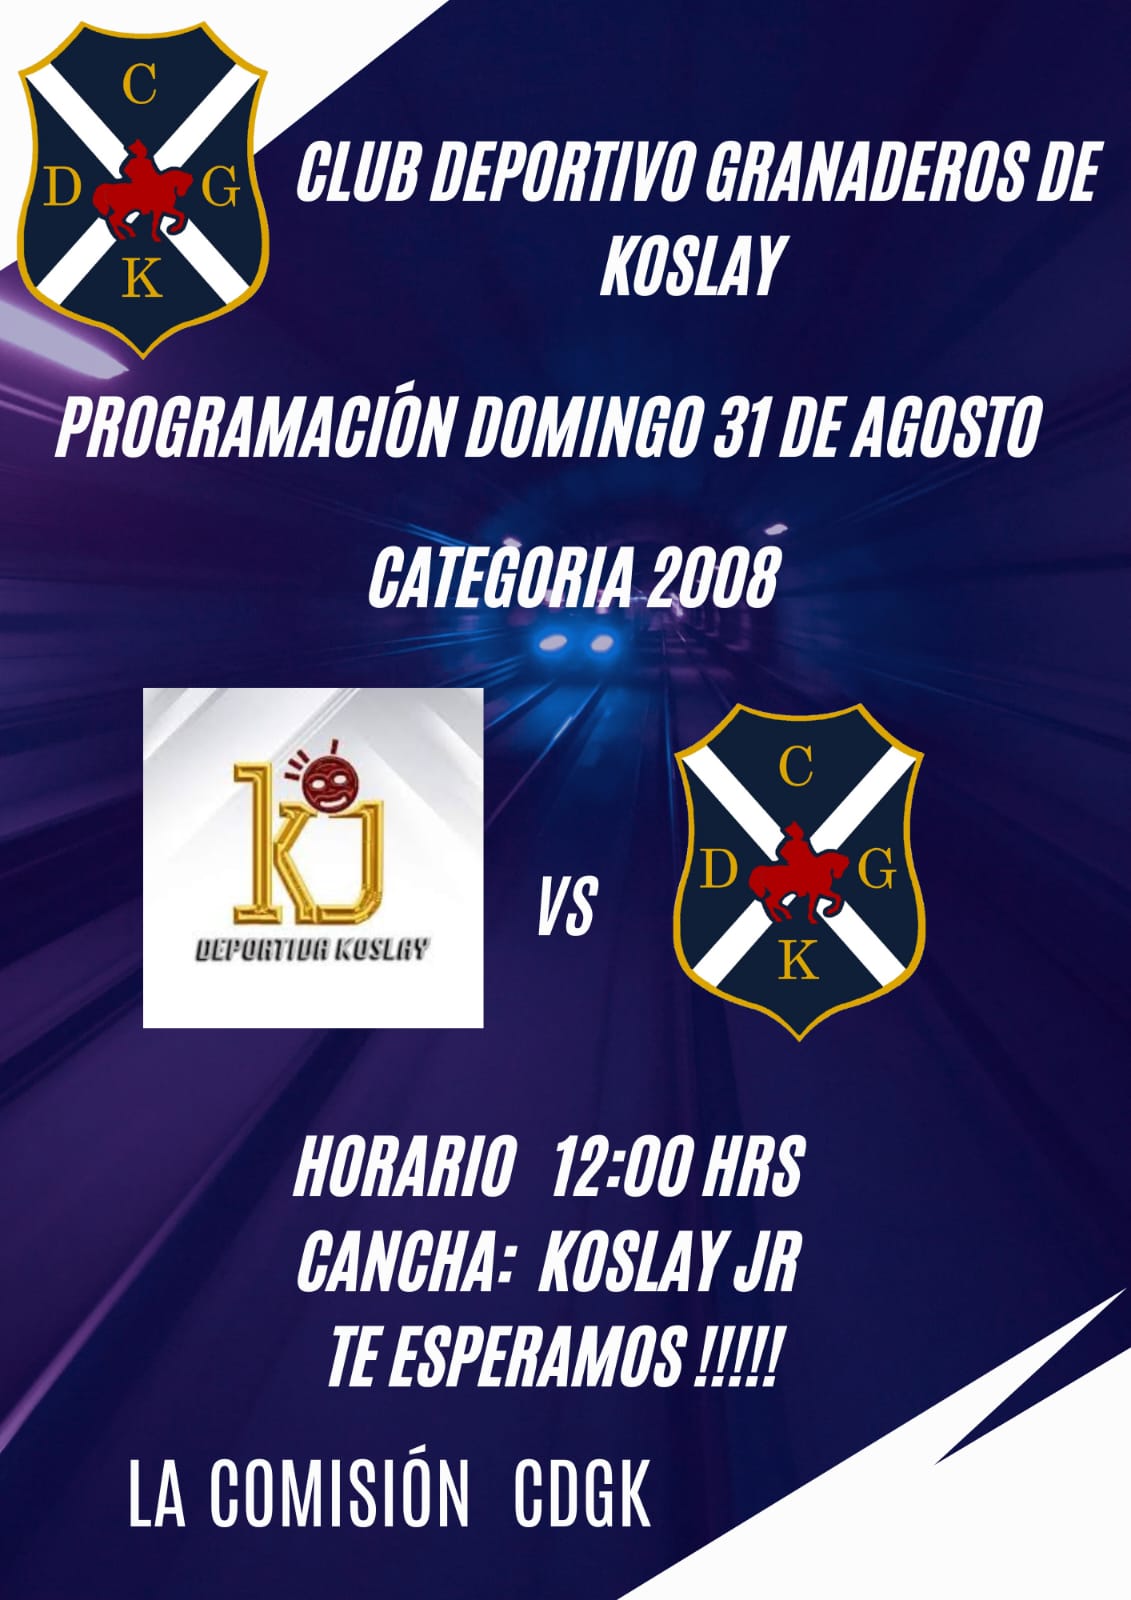 C
D G
K
CLUB DEPORTIVO GRANADEROS DE
KOSLAY
PROGRAMACIÓN DOMINGO 31 DE AGOSTO
CATEGORIA 2008
KJ
DEPORTIVA KOSLAY
VS
C
D G
K
HORARIO 12:00 HRS
CANCHA: KOSLAY JR
TE ESPERAMOS !!!!!
LA COMISIÓN CDGK